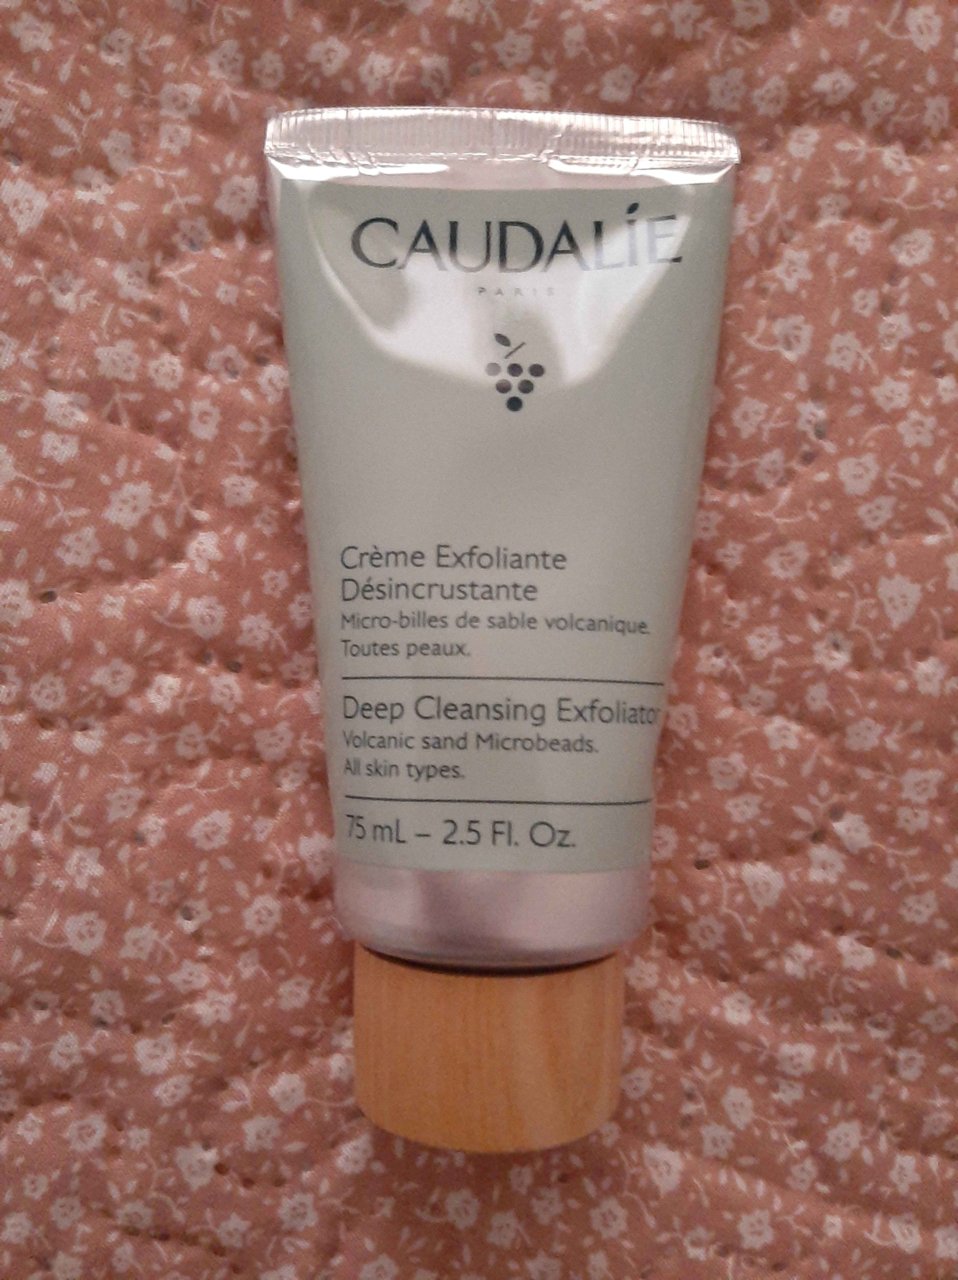 CAUDALÍE
PARIS
Crème Exfoliante
Désincrustante
Micro-billes de sable volcanique.
Toutes peaux.
Deep Cleansing Exfoliator
Volcanic sand Microbeads.
All skin types.
75 mL – 2.5 Fl. Oz.